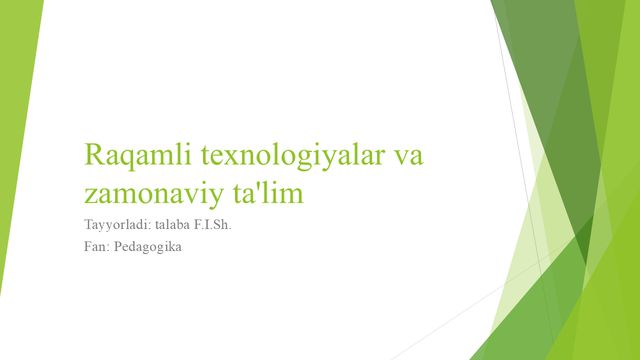 Raqamli texnologiyalar va
zamonaviy ta'lim
Tayyorladi: talaba F.I.Sh.
Fan: Pedagogika